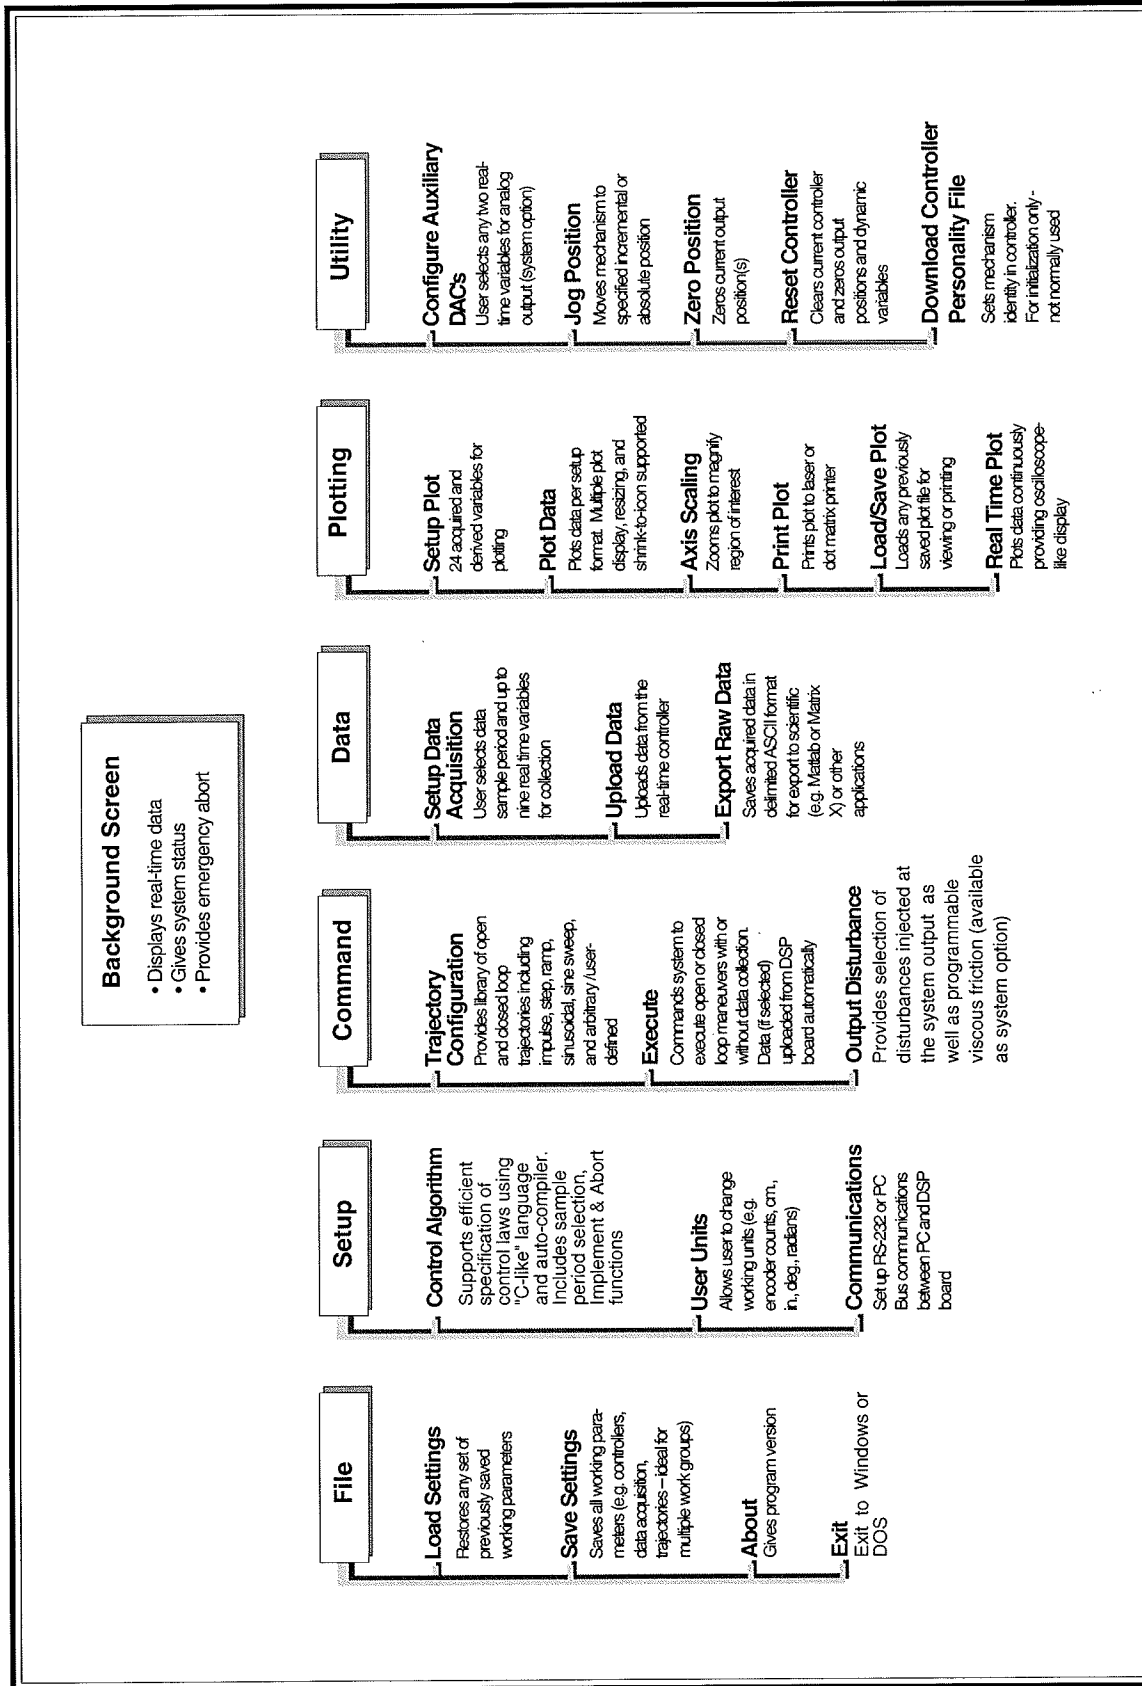 Background Screen
• Displays real-time data
• Gives system status
• Provides emergency abort
File
Load Settings
Restores any set of
previously saved
working parameters
Save Settings
Saves all working para-
meters (e.g. controllers,
data acquisition,
trajectories – ideal for
multiple work groups)
About
Gives program version
Exit
Exit to Windows or
DOS
Setup
Control Algorithm
Supports efficient
specification of
control laws using
"C-like" language
and auto-compiler.
Includes sample
period selection,
Implement & Abort
functions
User Units
Allows user to change
working units (e.g.
encoder counts, cm.,
in., deg., radians)
Communications
Set up RS-232 or PC
Bus communications
between PC and DSP
board
Command
Trajectory
Configuration
Provides library of open
and closed loop
trajectories including
impulse, step, ramp,
sinusoidal, sine sweep,
and arbitrary /user-
defined
Execute
Commands system to
execute open or closed
loop maneuvers with or
without data collection.
Data (if selected)
uploaded from DSP
board automatically
Output Disturbance
Provides selection of
disturbances injected at
the system output as
well as programmable
viscous friction (available
as system option)
Data
Setup Data
Acquisition
User selects data
sample period and up to
nine real time variables
for collection
Upload Data
Uploads data from the
real-time controller
Export Raw Data
Saves acquired data in
delimited ASCII format
for export to scientific
(e.g. Matlab or Matrix
X) or other
applications
Plotting
Setup Plot
24 acquired and
derived variables for
plotting
Plot Data
Plots data per setup
format. Multiple plot
display, resizing, and
shrink-to-icon supported
Axis Scaling
Zooms plot to magnify
region of interest
Print Plot
Prints plot to laser or
dot matrix printer
Load/Save Plot
Loads any previously
saved plot file for
viewing or printing
Real Time Plot
Plots data continuously
providing oscilloscope-
like display
Utility
Configure Auxiliary
DACs
User selects any two real-
time variables for analog
output (system option)
Jog Position
Moves mechanism to
specified incremental or
absolute position
Zero Position
Zeros current output
position(s)
Reset Controller
Clears current controller
and zeros output
positions and dynamic
variables
Download Controller
Personality File
Sets mechanism
identity in controller.
For initialization only -
not normally used